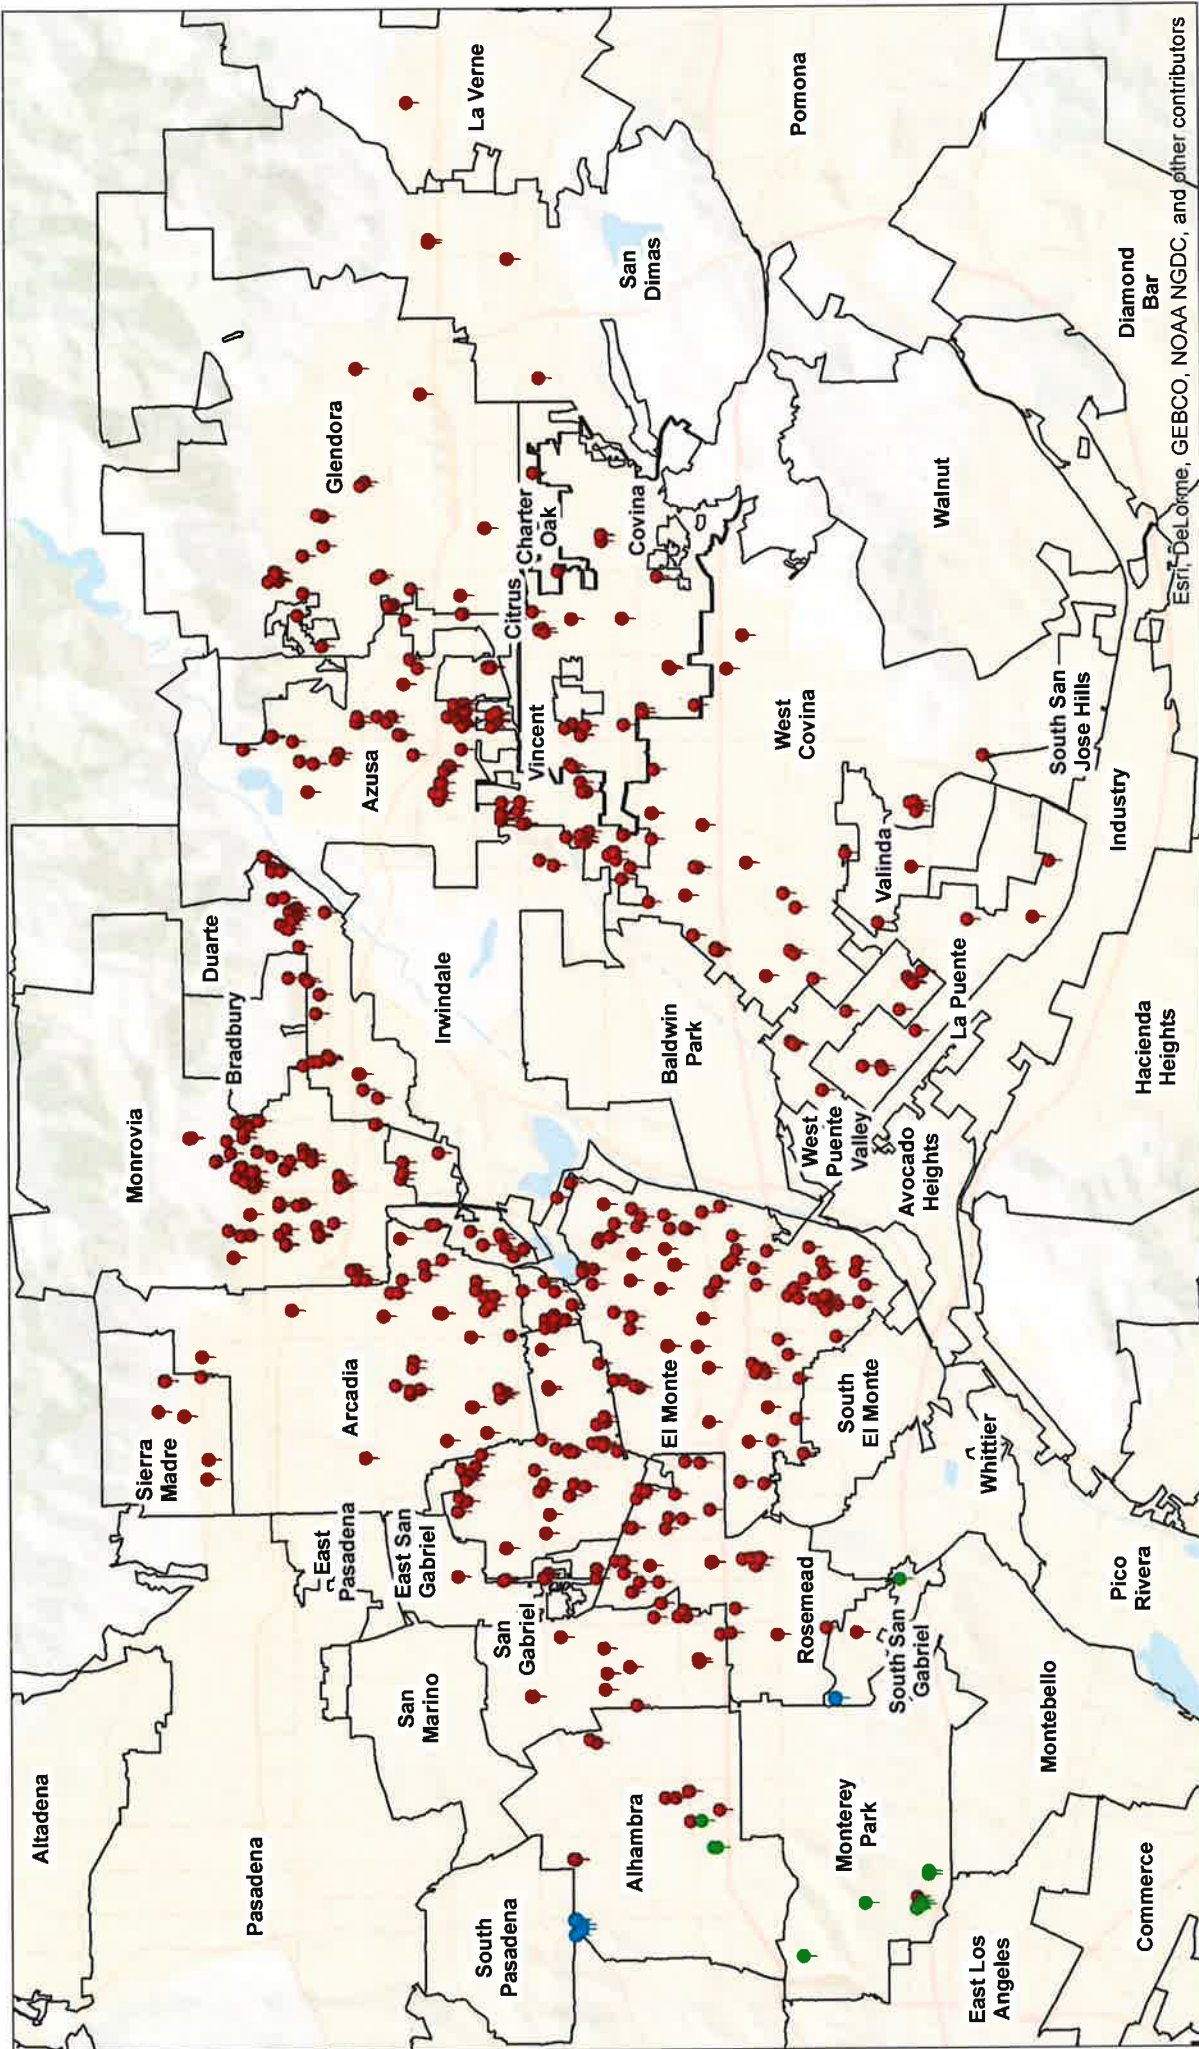 Altadena
Pasadena
South
Pasadena
San
Marino
East
Pasadena
East San
Gabriel
San
Gabriel
Alhambra
Monterey
Park
East Los
Angeles
Commerce
Montebello
South San
Gabriel
Rosemead
Pico
Rivera
Whittier
South
El Monte
El Monte
Sierra
Madre
Arcadia
Monrovia
Bradbury
Duarte
Irwindale
Baldwin
Park
West
Puente
Valley
Avocado
Heights
La Puente
Hacienda
Heights
Industry
Valinda
South San
Jose Hills
West
Covina
Azusa
Vincent
Citrus
Charter
Oak
Covina
Glendora
Walnut
San
Dimas
La Verne
Pomona
Diamond
Bar
Esri, DeLorme, GEBCO, NOAA NGDC, and other contributors